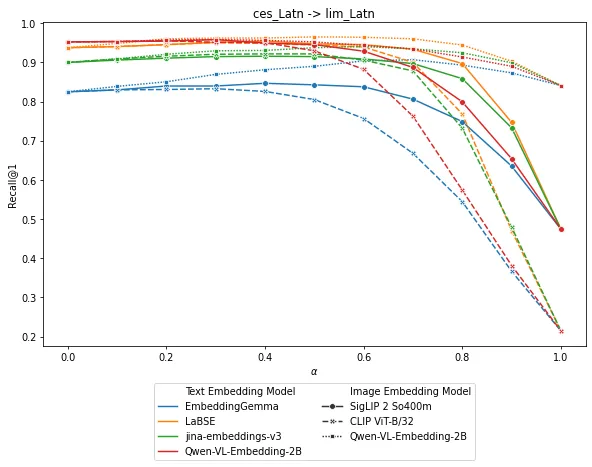 ces_Latn -> lim_Latn
Recall@1
1.0
0.9
0.8
0.7
0.6
0.5
0.4
0.3
0.2
0.0 0.2 0.4 0.6 0.8 1.0
α
Text Embedding Model Image Embedding Model
EmbeddingGemma SigLIP 2 So400m
LaBSE CLIP ViT-B/32
jina-embeddings-v3 Qwen-VL-Embedding-2B
Qwen-VL-Embedding-2B